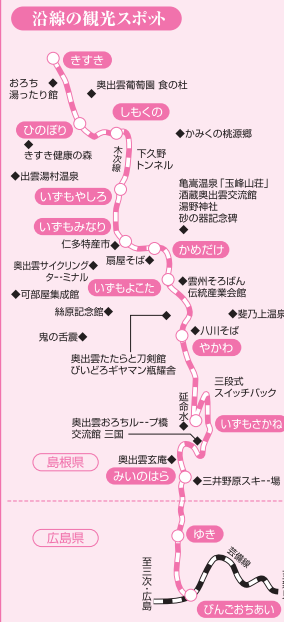 沿線の観光スポット
きすき
おろち
湯ったり館
奥出雲葡萄園 食の杜
しもくの
ひのぼり
◆かみくの桃源郷
きすき健康の森
木次線
下久野
トンネル
◆出雲湯村温泉
亀嵩温泉「玉峰山荘」
酒蔵奥出雲交流館
湯野神社
砂の器記念碑
いずもやしろ
いずもみなり
仁多特産市◆
扇屋そば◆
かめだけ
奥出雲サイクリング
ターミナル
いずもよこた
◆雲州そろばん
伝統産業会館
◆可部屋集成館
絲原記念館◆
◆斐乃上温泉
鬼の舌震◆
◆八川そば
やかわ
奥出雲たたらと刀剣館
びいどろギヤマン瓶耀舎
三段式
スイッチバック
延命水
奥出雲おろちループ橋
交流館 三国
いずもさかね
奥出雲玄庵◆
島根県
みいのはら
◆三井野原スキー場
広島県
ゆき
芸備線
至三次・広島
びんごおちあい